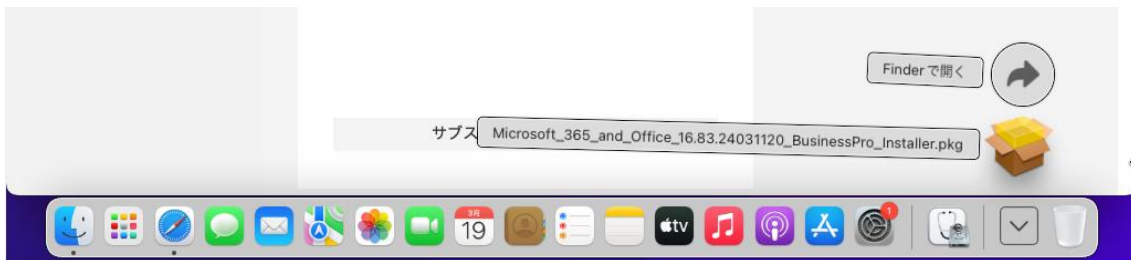 Finderで開く
サブス
Microsoft_365_and_Office_16.83.24031120_BusinessPro_Installer.pkg
3月
19
tv
1